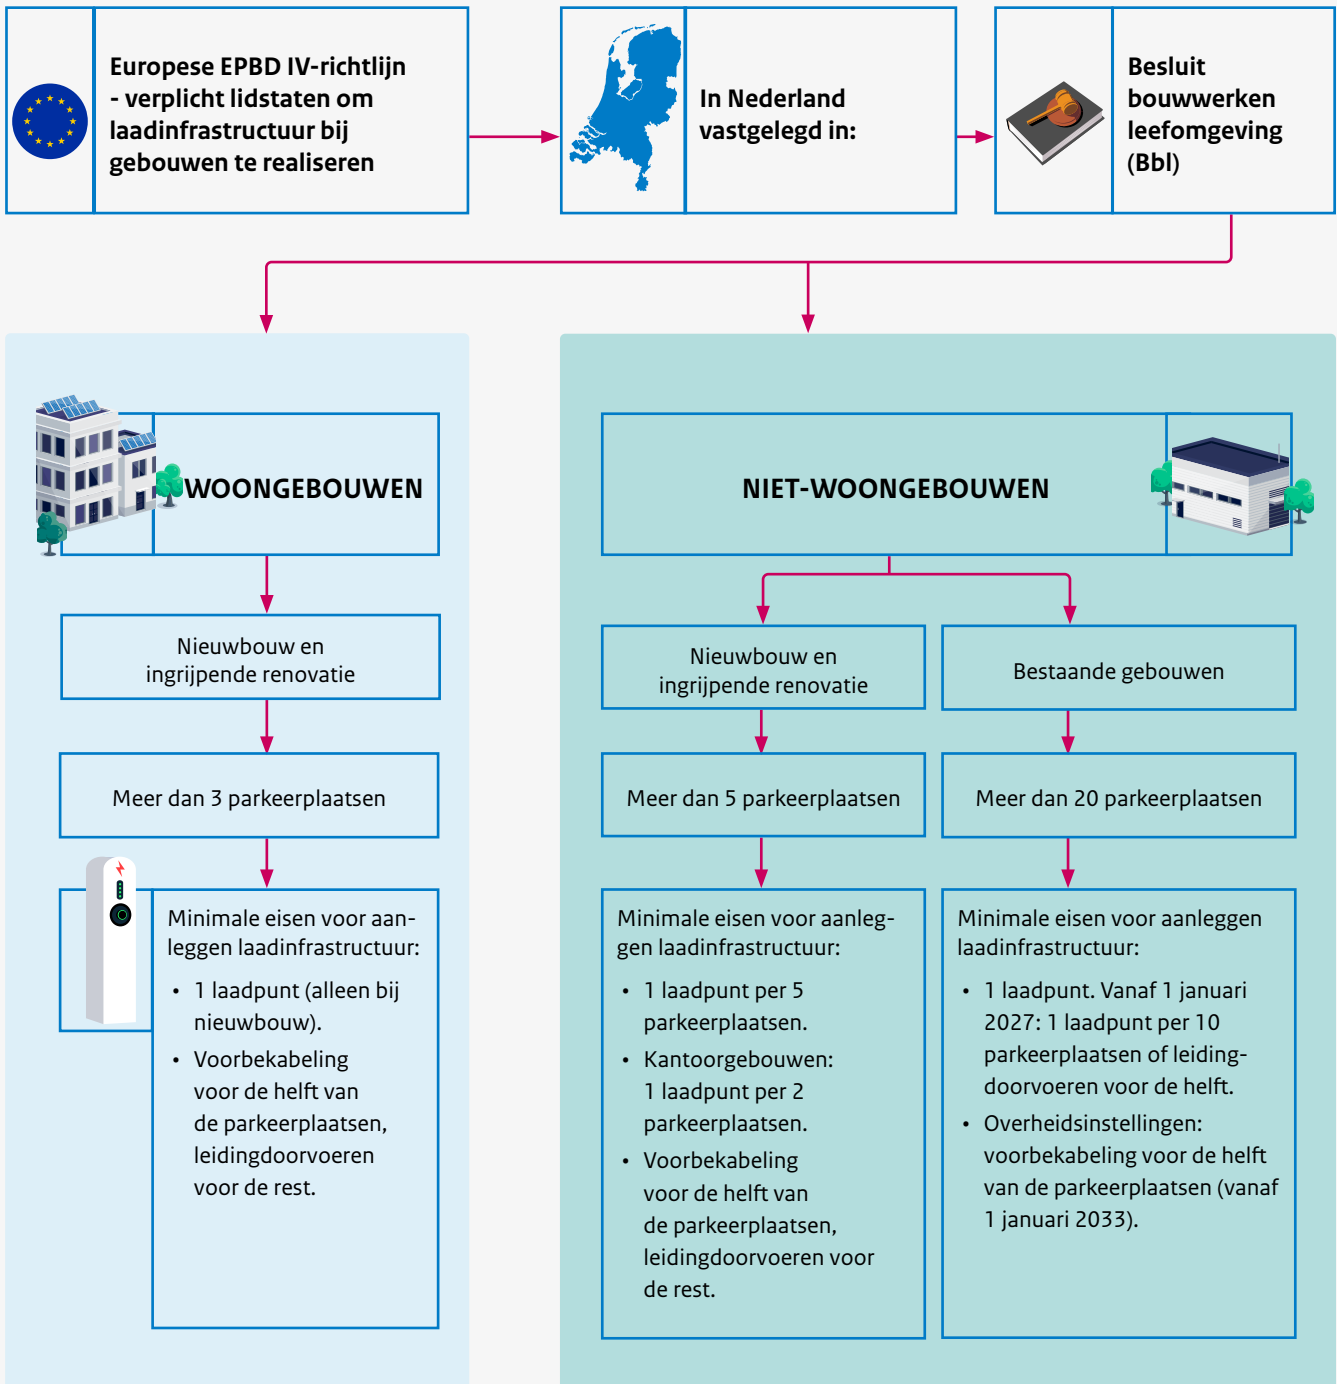 Europese EPBD IV-richtlijn
- verplicht lidstaten om
laadinfrastructuur bij
gebouwen te realiseren
In Nederland
vastgelegd in:
Besluit
bouwwerken
leefomgeving
(Bbl)
WOONGEBOUWEN
Nieuwbouw en
ingrijpende renovatie
Meer dan 3 parkeerplaatsen
Minimale eisen voor aan-
leggen laadinfrastructuur:
• 1 laadpunt (alleen bij
nieuwbouw).
• Voorbekabeling
voor de helft van
de parkeerplaatsen,
leidingdoorvoeren
voor de rest.
NIET-WOONGEBOUWEN
Nieuwbouw en
ingrijpende renovatie
Meer dan 5 parkeerplaatsen
Minimale eisen voor aanleg-
gen laadinfrastructuur:
• 1 laadpunt per 5
parkeerplaatsen.
• Kantoorgebouwen:
1 laadpunt per 2
parkeerplaatsen.
• Voorbekabeling
voor de helft van
de parkeerplaatsen,
leidingdoorvoeren voor
de rest.
Bestaande gebouwen
Meer dan 20 parkeerplaatsen
Minimale eisen voor aanleggen
laadinfrastructuur:
• 1 laadpunt. Vanaf 1 januari
2027: 1 laadpunt per 10
parkeerplaatsen of leiding-
doorvoeren voor de helft.
• Overheidsinstellingen:
voorbekabeling voor de helft
van de parkeerplaatsen (vanaf
1 januari 2033).